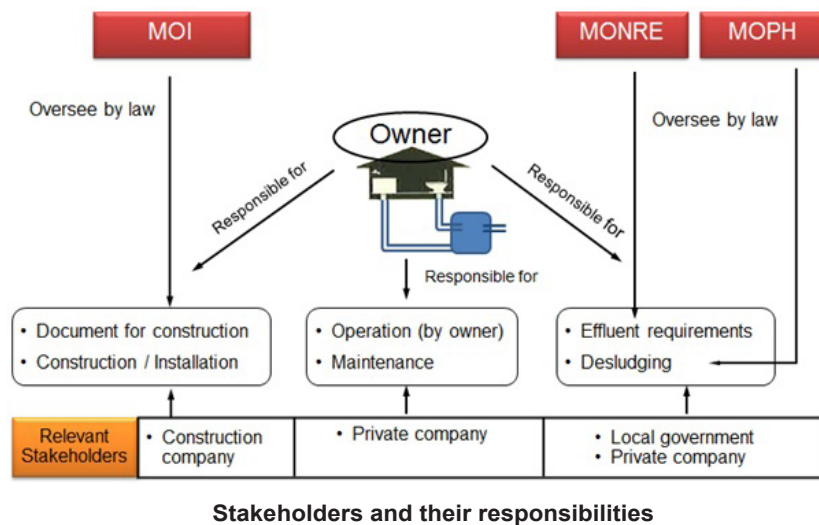 MOI
MONRE
MOPH
Oversee by law
Oversee by law
Owner
Responsible for
Responsible for
Responsible for
• Document for construction
• Construction / Installation
• Operation (by owner)
• Maintenance
• Effluent requirements
• Desludging
Relevant
Stakeholders
• Construction
company
• Private company
• Local government
• Private company
Stakeholders and their responsibilities